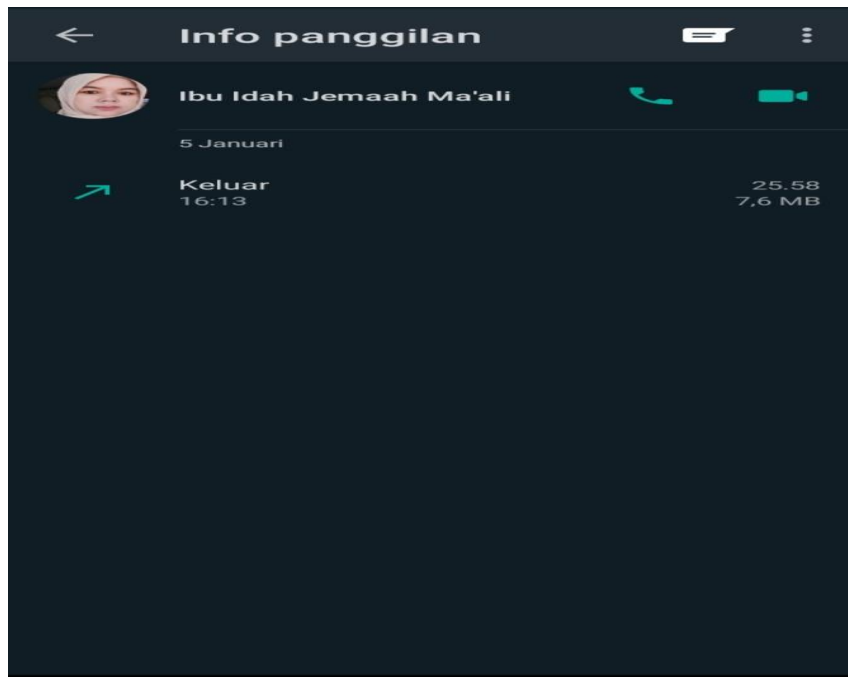 Info panggilan
Ibu Idah Jemaah Ma'ali
5 Januari
Keluar 25.58
16:13 7,6 MB